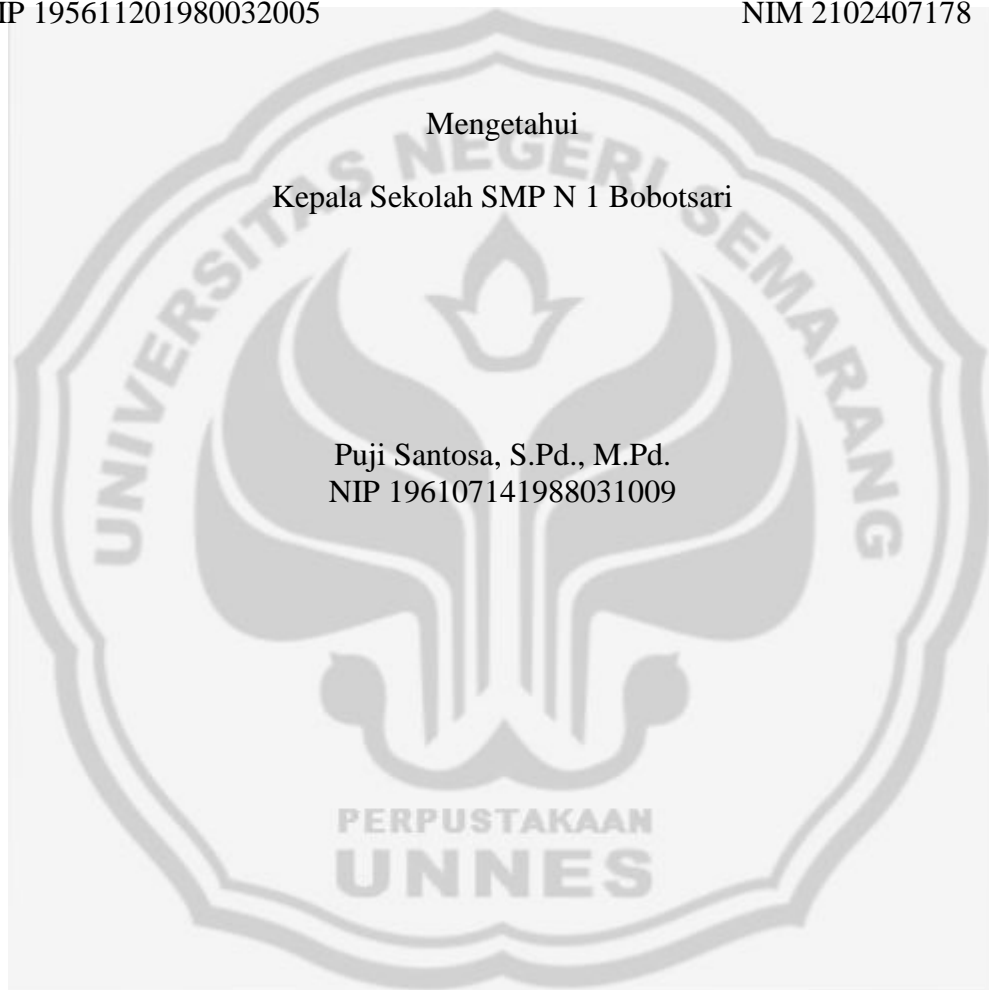 IP 195611201980032005 NIM 2102407178
Mengetahui
Kepala Sekolah SMP N 1 Bobotsari
UNIVERSITAS NEGERI SEMARANG
Puji Santosa, S.Pd., M.Pd.
NIP 196107141988031009
PERPUSTAKAAN
UNNES